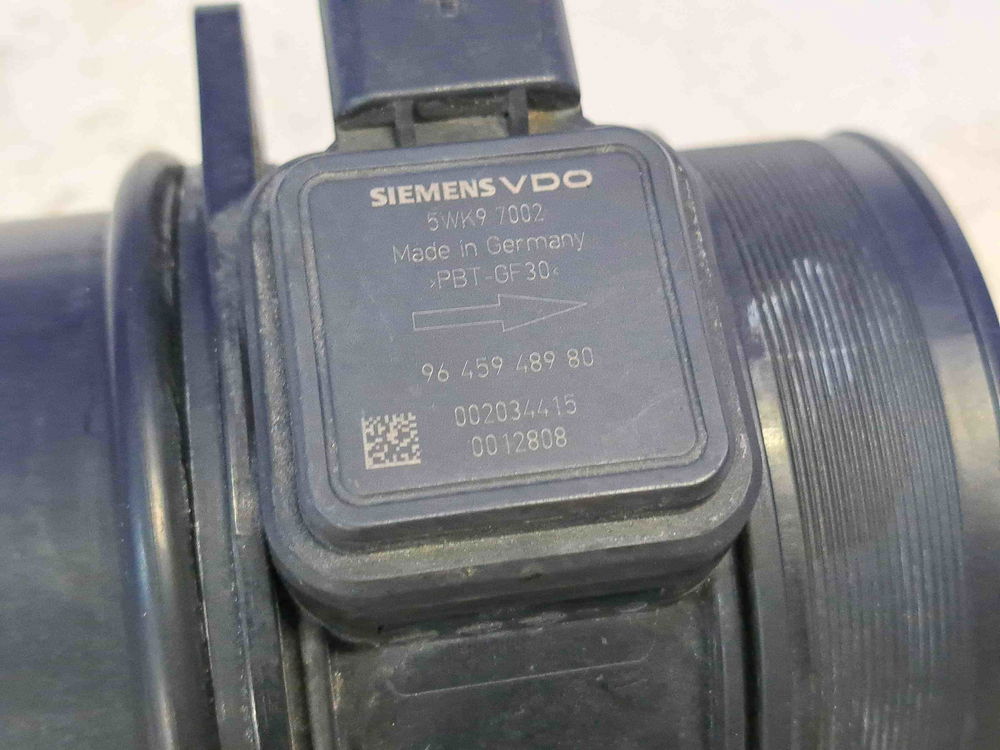 SIEMENS VDO
5WK9 7002
Made in Germany
>PBT-GF30<
96 459 489 80
002034415
0012808